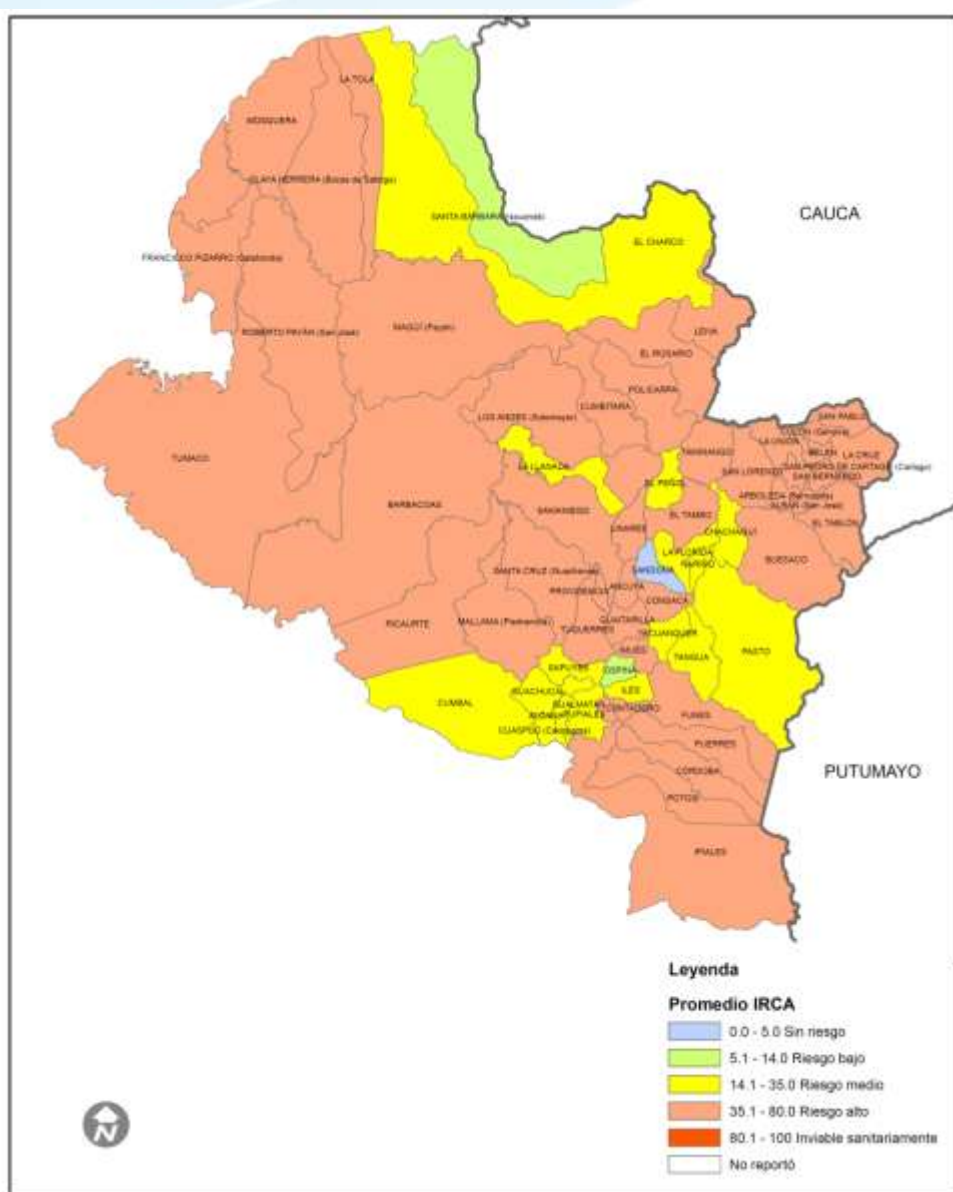 LA TOLA
MOSQUERA
OLAYA HERRERA (Bocas de Satinga)
SANTA BARBARA (Iscuandé)
CAUCA
EL CHARCO
FRANCISCO PIZARRO (Salahonda)
ROBERTO PAYÁN (San José)
MAGÜÍ (Payán)
LEIVA
EL ROSARIO
POLICARPA
CUMBITARA
LOS ANDES (Sotomayor)
SAN PABLO
COLÓN (Génova)
LA UNION
TAMINANGO
BELEN
LA CRUZ
TUMACO
LA LLANADA
SAN LORENZO
SAN PEDRO DE CARTAGO (Cartago)
SAN BERNARDO
EL PEÑOL
BARBACOAS
SAMANIEGO
ARBOLEDA (Berruecos)
ALBAN (San José)
EL TAMBO
EL TABLON
LINARES
CHACHAGUI
LA FLORIDA
BUESACO
NARIÑO
SANTA CRUZ (Guachavés)
SANDONA
PROVIDENCIA
ANCUYA
CONSACA
RICAURTE
MALLAMA (Piedrancha)
GUAITARILLA
TUQUERRES
YACUANQUER
PASTO
IMUES
TANGUA
SAPUYES
OSPINA
CUMBAL
GUACHUCAL
ILES
GUALMATAN
CONTADERO
ALDANA
PUPIALES
FUNES
CUASPUD (Carlosama)
PUERRES
CORDOBA
PUTUMAYO
POTOSI
IPIALES
Leyenda
Promedio IRCA
0.0 - 5.0 Sin riesgo
5.1 - 14.0 Riesgo bajo
14.1 - 35.0 Riesgo medio
35.1 - 80.0 Riesgo alto
80.1 - 100 Inviable sanitariamente
No reportó
N